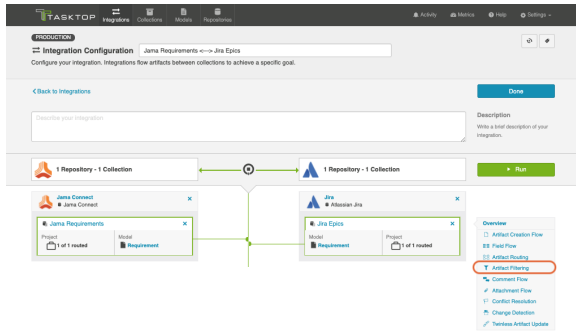 TASKTOP
Integrations
Collections
Models
Repositories
Activity
Metrics
Help
Settings
PRODUCTION
Integration Configuration
Jama Requirements <--> Jira Epics
Configure your integration. Integrations flow artifacts between collections to achieve a specific goal.
Back to Integrations
Done
Describe your integration
Description
Write a brief description of your
integration.
1 Repository - 1 Collection
1 Repository - 1 Collection
Run
Jama Connect
Jama Connect
Jira
Atlassian Jira
Jama Requirements
Project
1 of 1 routed
Model
Requirement
Jira Epics
Model
Requirement
Project
1 of 1 routed
Overview
Artifact Creation Flow
Field Flow
Artifact Routing
Artifact Filtering
Comment Flow
Attachment Flow
Conflict Resolution
Change Detection
Twinless Artifact Update